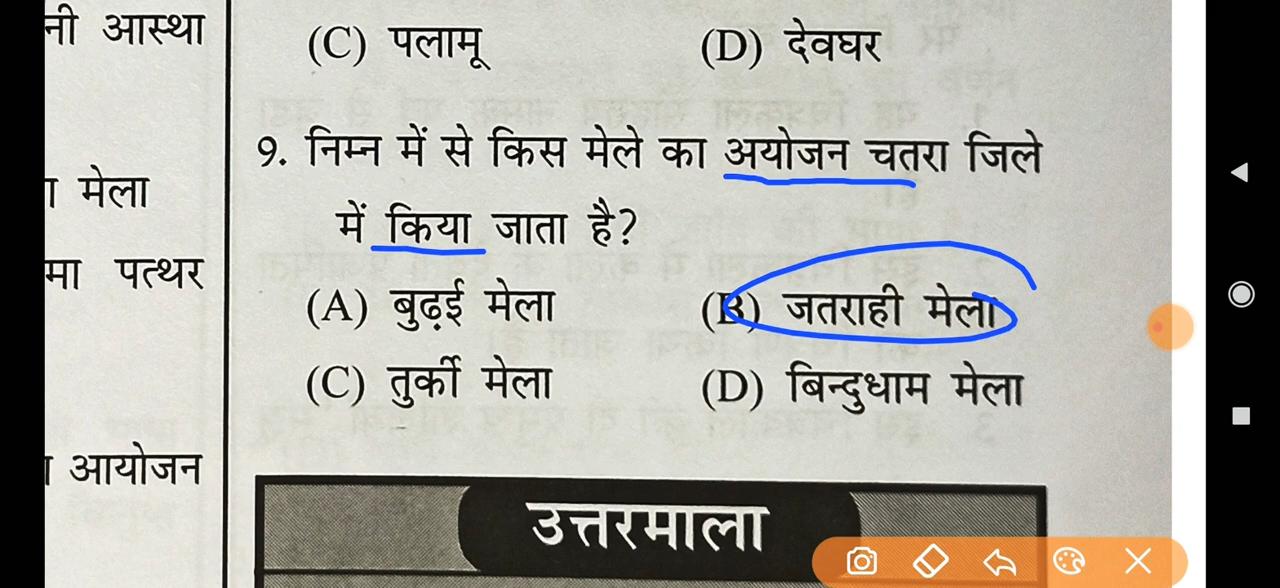 नी आस्था
ा मेला
मा पत्थर
आयोजन
(C) पलामू (D) देवघर
9. निम्न में से किस मेले का अयोजन चतरा जिले
में किया जाता है?
(A) बुढ़ई मेला (B) जतराही मेला
(C) तुर्की मेला (D) बिन्दुधाम मेला
उत्तरमाला